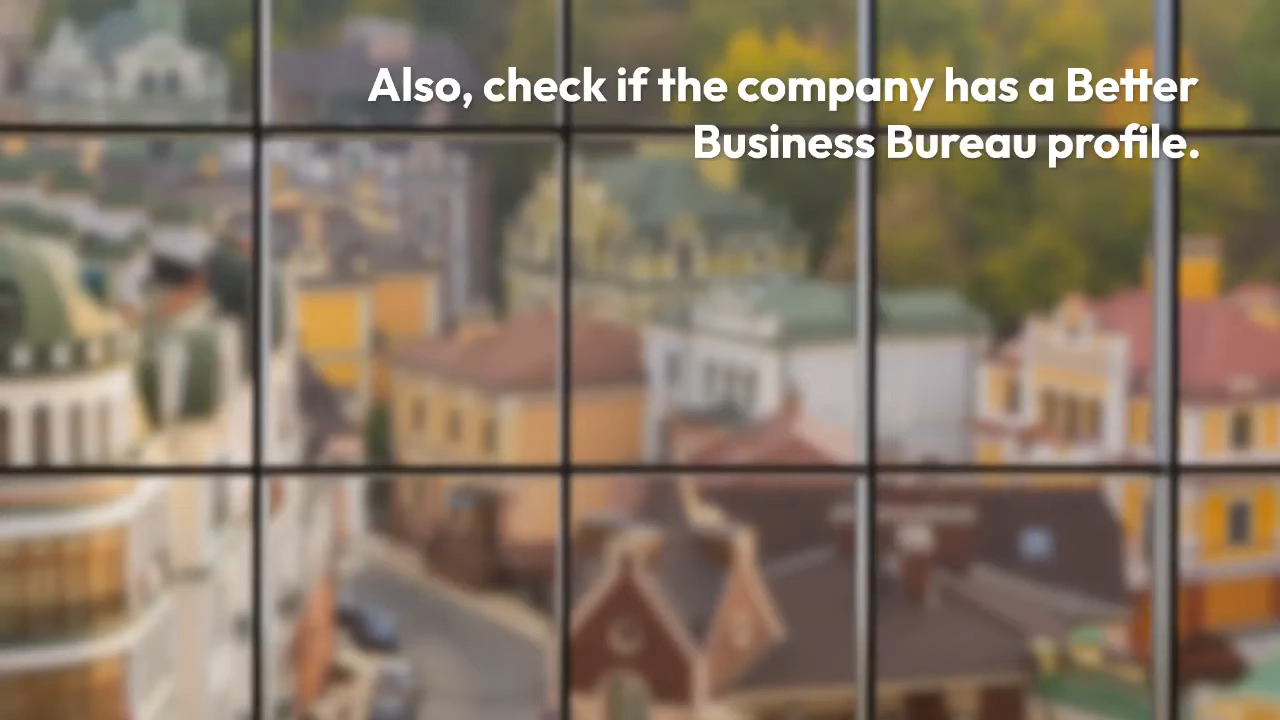 Also, check if the company has a Better
Business Bureau profile.